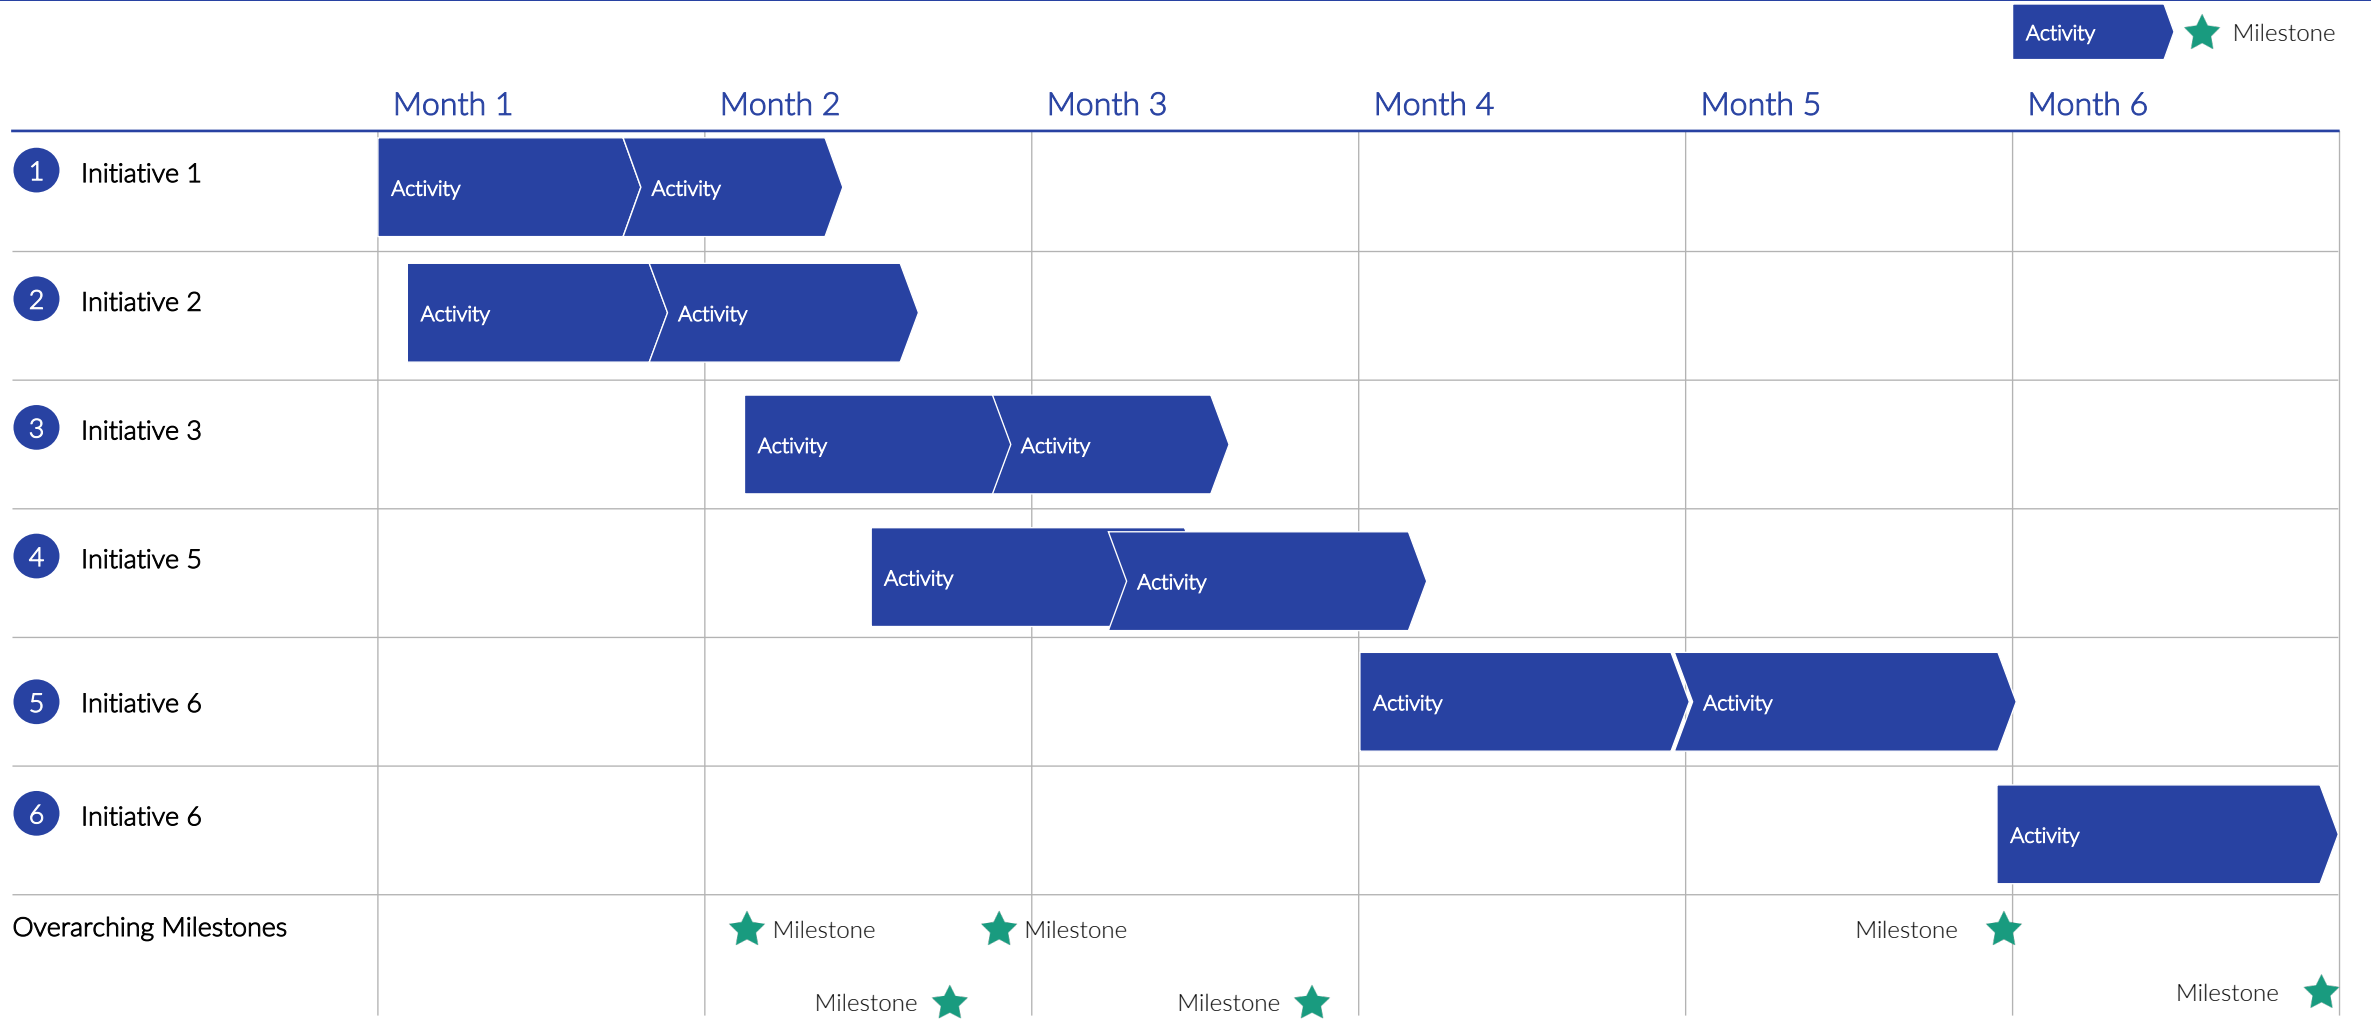 Activity Milestone
Month 1 Month 2 Month 3 Month 4 Month 5 Month 6
1 Initiative 1 Activity Activity
2 Initiative 2 Activity Activity
3 Initiative 3 Activity Activity
4 Initiative 5 Activity Activity
5 Initiative 6 Activity Activity
6 Initiative 6 Activity
Overarching Milestones Milestone Milestone Milestone
Milestone Milestone Milestone